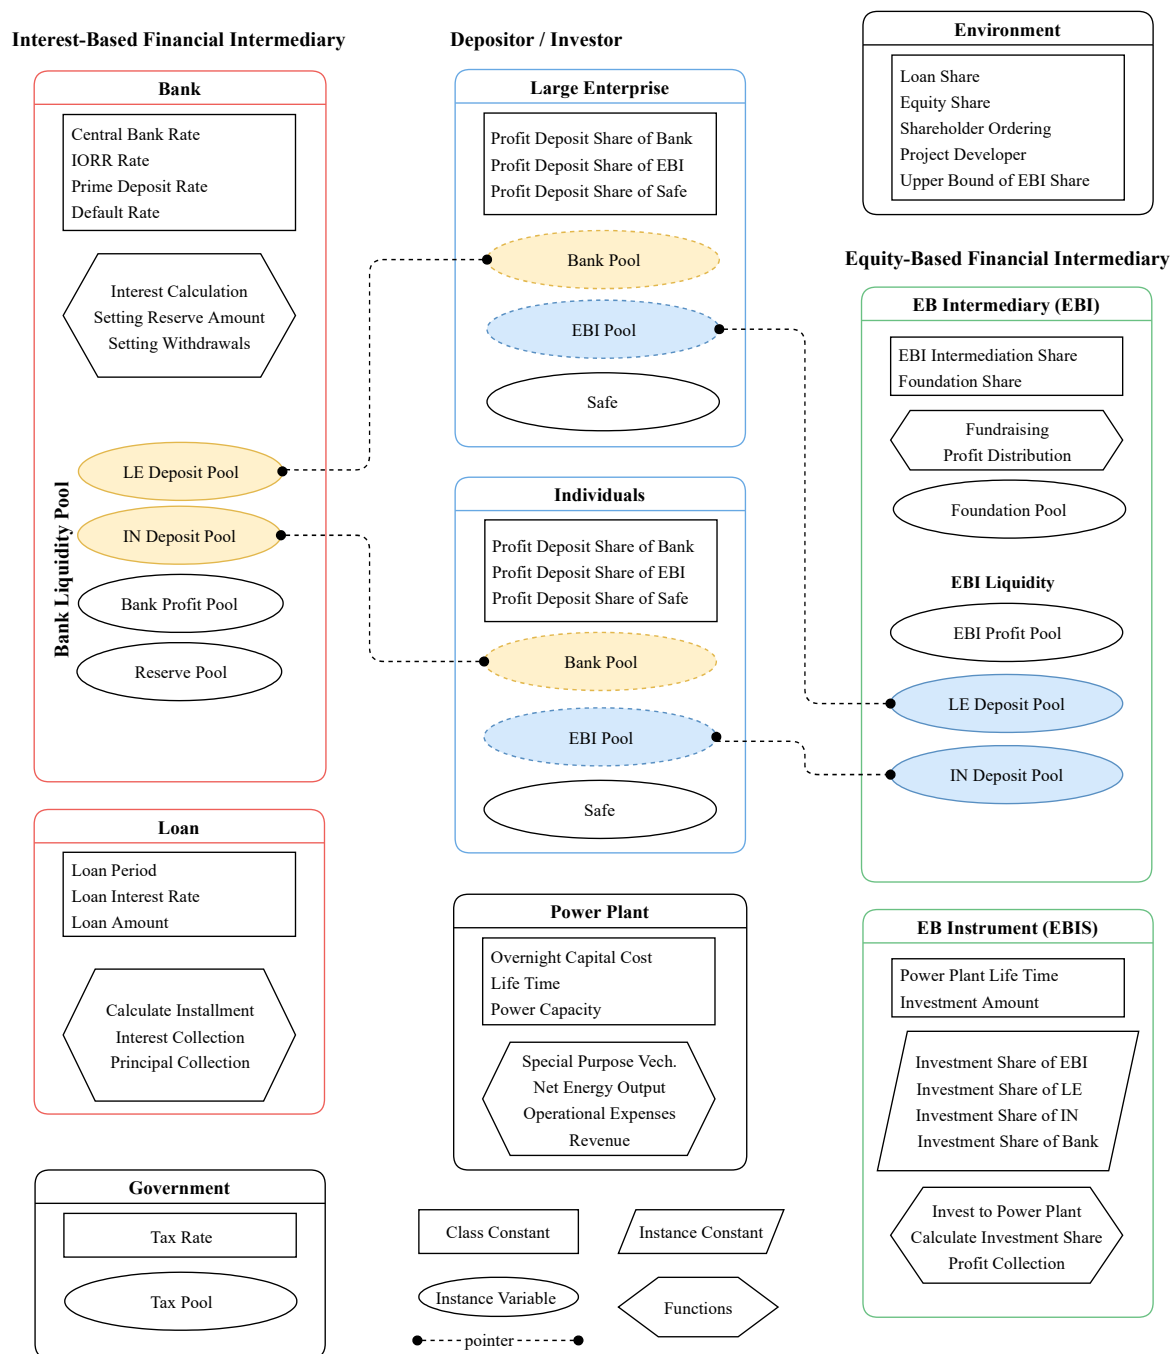 Interest-Based Financial Intermediary
Bank
Central Bank Rate
IORR Rate
Prime Deposit Rate
Default Rate
Interest Calculation
Setting Reserve Amount
Setting Withdrawals
Bank Liquidity Pool
LE Deposit Pool
IN Deposit Pool
Bank Profit Pool
Reserve Pool
Loan
Loan Period
Loan Interest Rate
Loan Amount
Calculate Installment
Interest Collection
Principal Collection
Government
Tax Rate
Tax Pool
Depositor / Investor
Large Enterprise
Profit Deposit Share of Bank
Profit Deposit Share of EBI
Profit Deposit Share of Safe
Bank Pool
EBI Pool
Safe
Individuals
Profit Deposit Share of Bank
Profit Deposit Share of EBI
Profit Deposit Share of Safe
Bank Pool
EBI Pool
Safe
Power Plant
Overnight Capital Cost
Life Time
Power Capacity
Special Purpose Vech.
Net Energy Output
Operational Expenses
Revenue
Class Constant
Instance Constant
Instance Variable
Functions
pointer
Environment
Loan Share
Equity Share
Shareholder Ordering
Project Developer
Upper Bound of EBI Share
Equity-Based Financial Intermediary
EB Intermediary (EBI)
EBI Intermediation Share
Foundation Share
Fundraising
Profit Distribution
Foundation Pool
EBI Liquidity
EBI Profit Pool
LE Deposit Pool
IN Deposit Pool
EB Instrument (EBIS)
Power Plant Life Time
Investment Amount
Investment Share of EBI
Investment Share of LE
Investment Share of IN
Investment Share of Bank
Invest to Power Plant
Calculate Investment Share
Profit Collection